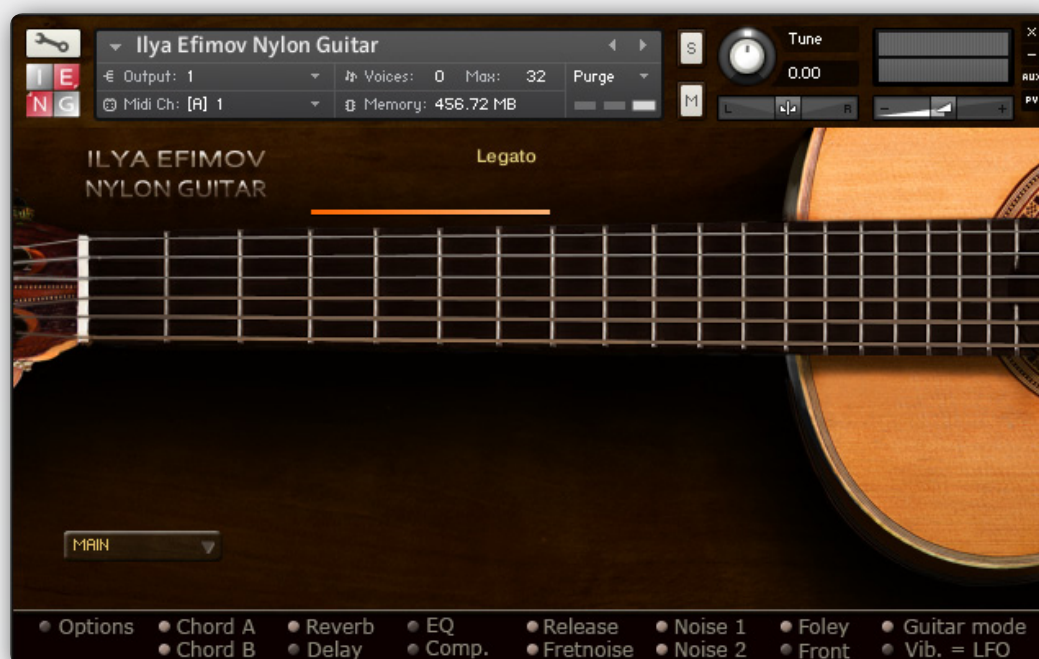 Ilya Efimov Nylon Guitar
S
Tune
Output: 1
Voices: 0 Max: 32
Purge
0.00
Midi Ch: [A] 1
Memory: 456.72 MB
M
L R
- +
×
-
AUX
PV
I E
N G
ILYA EFIMOV
NYLON GUITAR
Legato
MAIN
Options Chord A Reverb EQ Release Noise 1 Foley Guitar mode
Chord B Delay Comp. Fretnoise Noise 2 Front Vib. = LFO